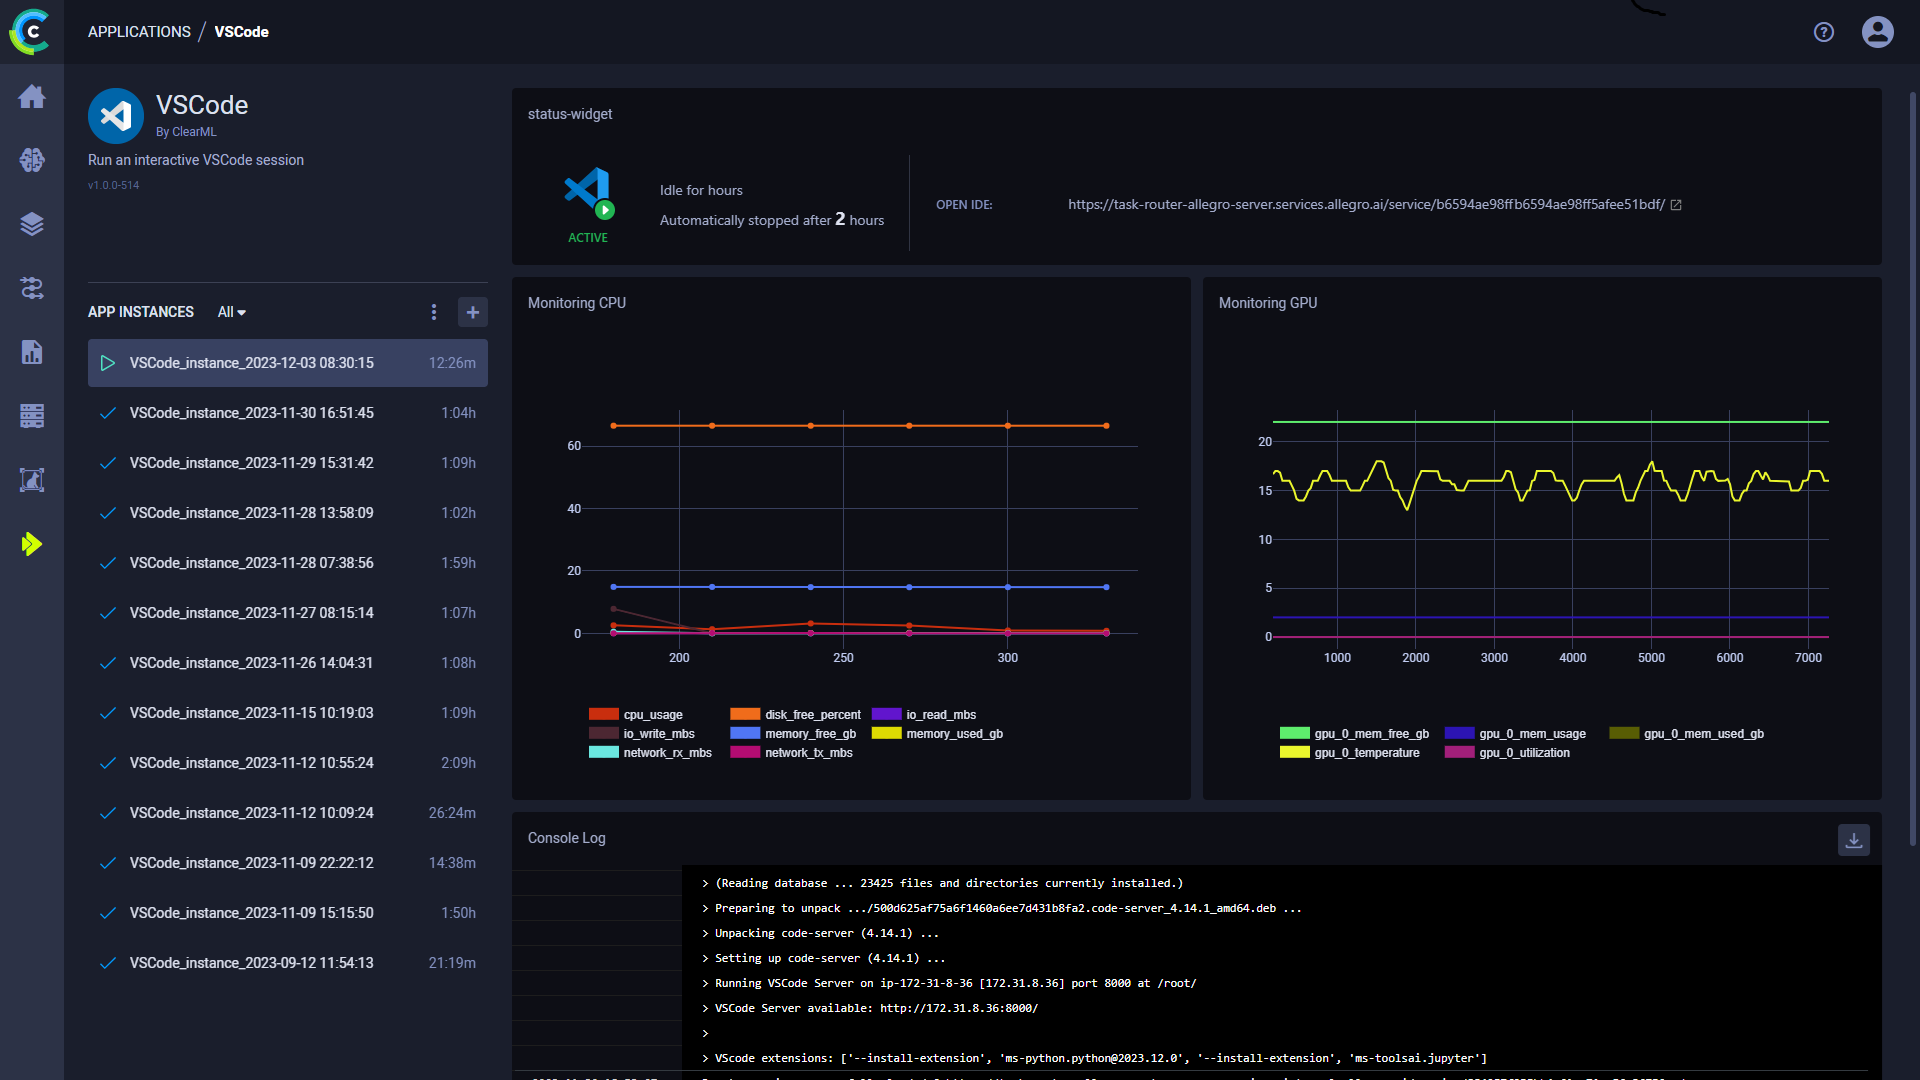 APPLICATIONS / VSCode
VSCode
By ClearML
Run an interactive VSCode session
v1.0.0-514
APP INSTANCES All
VSCode_instance_2023-12-03 08:30:15 12:26m
VSCode_instance_2023-11-30 16:51:45 1:04h
VSCode_instance_2023-11-29 15:31:42 1:09h
VSCode_instance_2023-11-28 13:58:09 1:02h
VSCode_instance_2023-11-28 07:38:56 1:59h
VSCode_instance_2023-11-27 08:15:14 1:07h
VSCode_instance_2023-11-26 14:04:31 1:08h
VSCode_instance_2023-11-15 10:19:03 1:09h
VSCode_instance_2023-11-12 10:55:24 2:09h
VSCode_instance_2023-11-12 10:09:24 26:24m
VSCode_instance_2023-11-09 22:22:12 14:38m
VSCode_instance_2023-11-09 15:15:50 1:50h
VSCode_instance_2023-09-12 11:54:13 21:19m
status-widget
ACTIVE
Idle for hours
Automatically stopped after 2 hours
OPEN IDE: https://task-router-allegro-server.services.allegro.ai/service/b6594ae98ffb6594ae98ff5afee51bdf/
Monitoring CPU
60
40
20
0
200 250 300
cpu_usage disk_free_percent io_read_mbs
io_write_mbs memory_free_gb memory_used_gb
network_rx_mbs network_tx_mbs
Monitoring GPU
20
15
10
5
0
1000 2000 3000 4000 5000 6000 7000
gpu_0_mem_free_gb gpu_0_mem_usage gpu_0_mem_used_gb
gpu_0_temperature gpu_0_utilization
Console Log
> (Reading database ... 23425 files and directories currently installed.)
> Preparing to unpack .../500d625af75a6f1460a6ee7d431b8fa2.code-server_4.14.1_amd64.deb ...
> Unpacking code-server (4.14.1) ...
> Setting up code-server (4.14.1) ...
> Running VSCode Server on ip-172-31-8-36 [172.31.8.36] port 8000 at /root/
> VSCode Server available: http://172.31.8.36:8000/
>
> VScode extensions: ['--install-extension', 'ms-python.python@2023.12.0', '--install-extension', 'ms-toolsai.jupyter']